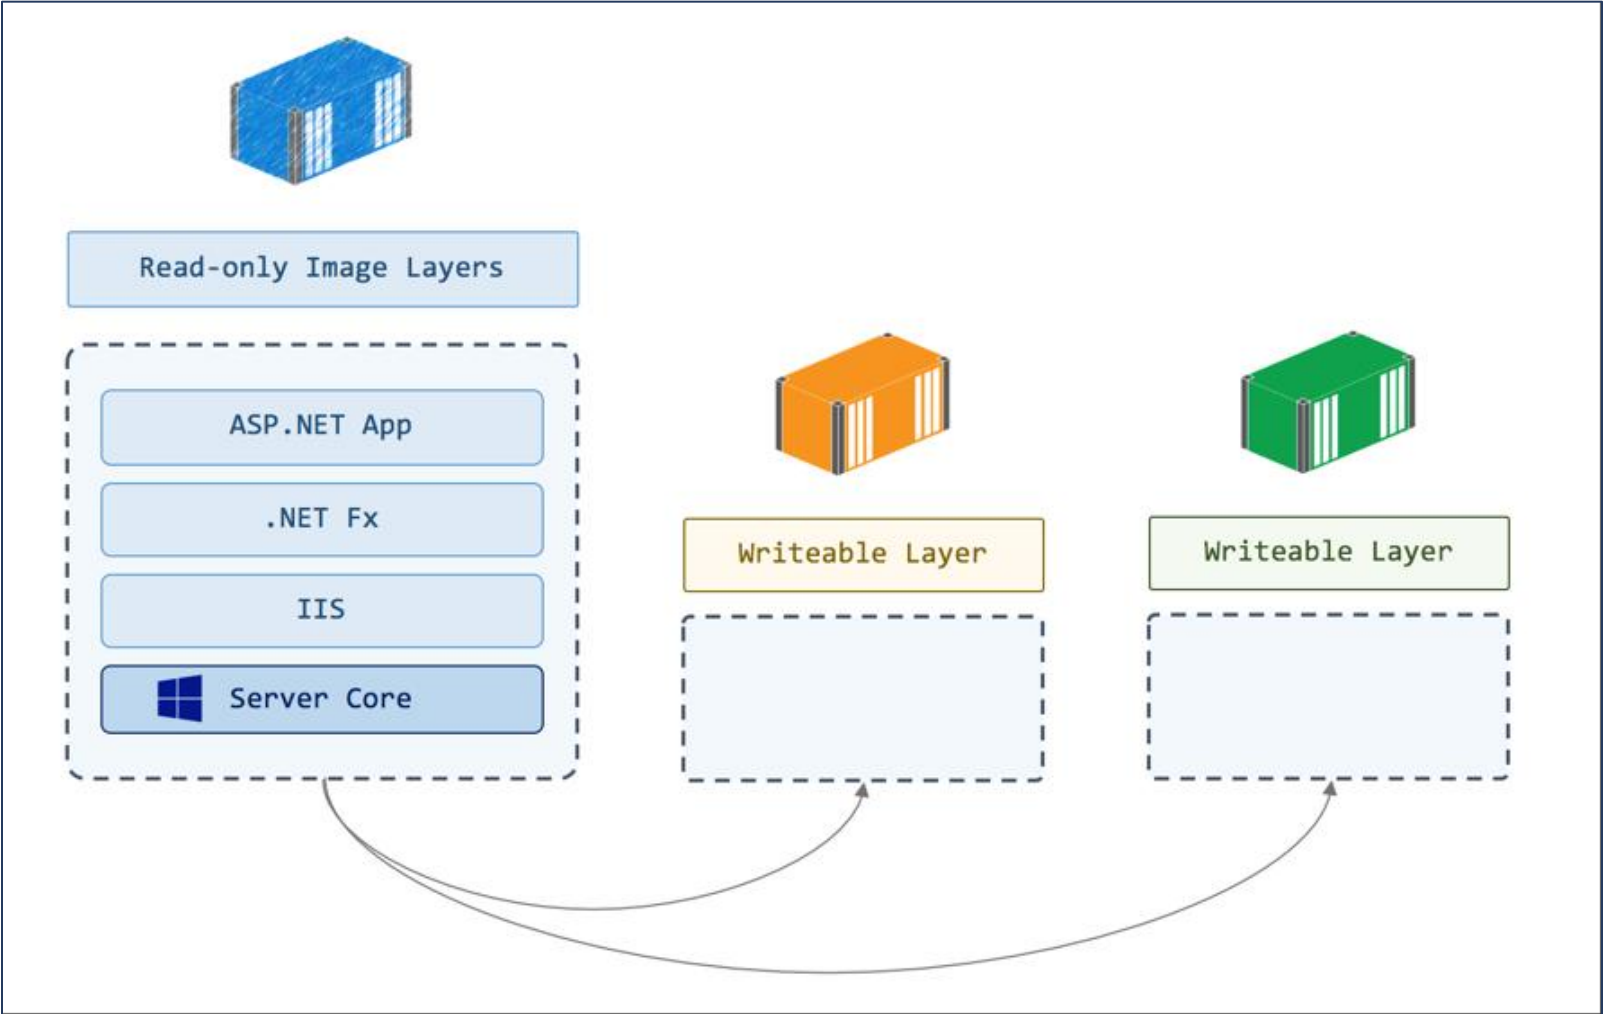 Read-only Image Layers
ASP.NET App
.NET Fx
IIS
Server Core
Writeable Layer
Writeable Layer